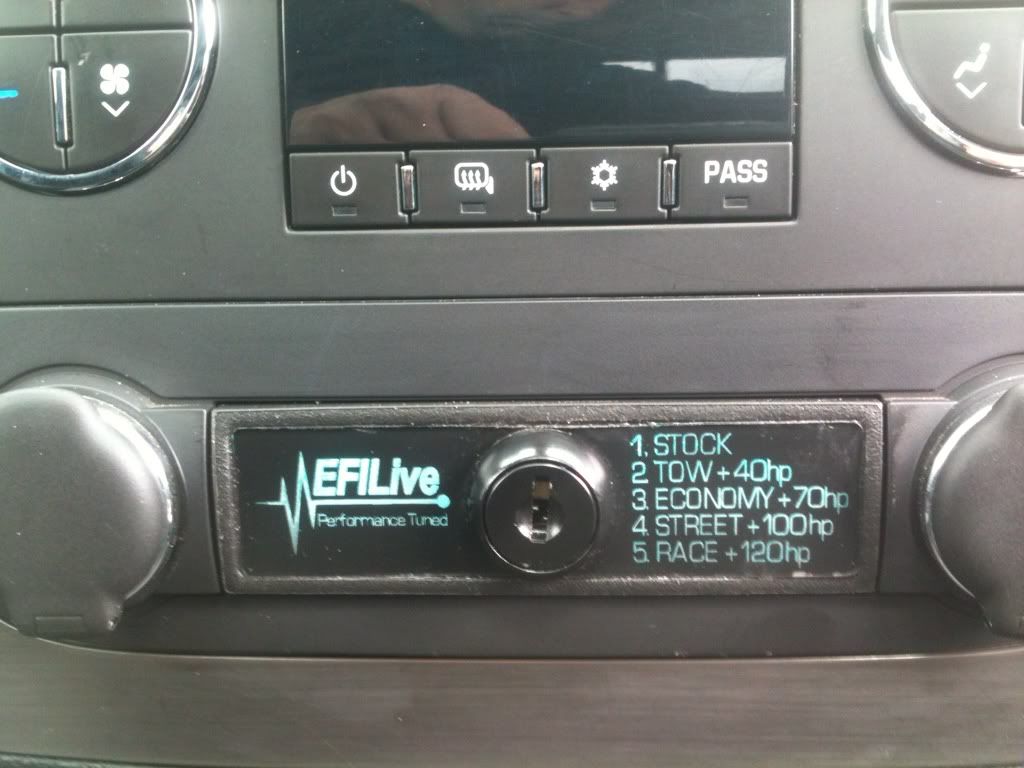 PASS
EFILive
Performance Tuned
1. STOCK
2 TOW +40hp
3. ECONOMY +70hp
4. STREET +100hp
5. RACE +120hp